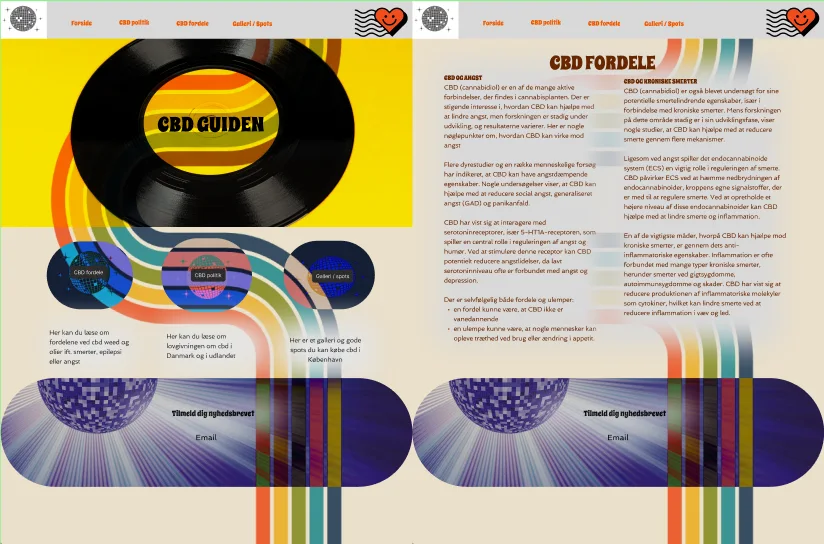 Forside CBD politik CBD fordele Galleri / Spots
CBD GUIDEN
CBD fordele
CBD politik
Galleri i spots
Her kan du læse om
fordelene ved cbd weed og
olier ift. smerter, epilepsi
eller angst
Her kan du læse om
lovgivningen om cbd i
Danmark og i udlandet
Her er et galleri og gode
spots du kan købe cbd i
København
Tilmeld dig nyhedsbrevet
Email
Forside CBD politik CBD fordele Galleri / Spots
CBD FORDELE
CBD OG ANGST
CBD (cannabidiol) er en af de mange aktive
forbindelser, der findes i cannabisplanten. Der er
stigende interesse i, hvordan CBD kan hjælpe med
at lindre angst, men forskningen er stadig under
udvikling, og resultaterne varierer. Her er nogle
nøglepunkter om, hvordan CBD kan virke mod
angst
Flere dyrestudier og en række menneskelige forsøg
har indikeret, at CBD kan have angstdæmpende
egenskaber. Nogle undersøgelser viser, at CBD kan
hjælpe med at reducere social angst, generaliseret
angst (GAD) og panikanfald.
CBD har vist sig at interagere med
serotoninreceptorer, især 5-HT1A-receptoren, som
spiller en central rolle i reguleringen af angst og
humør. Ved at stimulere denne receptor kan CBD
potentielt reducere angstlidelser, da lavt
serotoninniveau ofte er forbundet med angst og
depression.
Der er selvfølgelig både fordele og ulemper:
• en fordel kunne være, at CBD ikke er
vanedannende
• en ulempe kunne være, at nogle mennesker kan
opleve træthed ved brug eller ændring i appetit.
CBD OG KRONISKE SMERTER
CBD (cannabidiol) er også blevet undersøgt for sine
potentielle smertelindrende egenskaber, især i
forbindelse med kroniske smerter. Mens forskningen
på dette område stadig er i sin udviklingsfase, viser
nogle studier, at CBD kan hjælpe med at reducere
smerte gennem flere mekanismer.
Ligesom ved angst spiller det endocannabinoide
system (ECS) en vigtig rolle i reguleringen af smerte.
CBD påvirker ECS ved at hæmme nedbrydningen af
endocannabinoider, kroppens egne signalstoffer, der
er med til at regulere smerte. Ved at opretholde et
højere niveau af disse endocannabinoider kan CBD
hjælpe med at lindre smerte og inflammation.
En af de vigtigste måder, hvorpå CBD kan hjælpe mod
kroniske smerter, er gennem dets anti-
inflammatoriske egenskaber. Inflammation er ofte
forbundet med mange typer kroniske smerter,
herunder smerter ved gigtsygdomme,
autoimmunsygdomme og skader. CBD har vist sig at
reducere produktionen af inflammatoriske molekyler
som cytokiner, hvilket kan lindre smerte ved at
reducere inflammation i væv og led.
Tilmeld dig nyhedsbrevet
Email